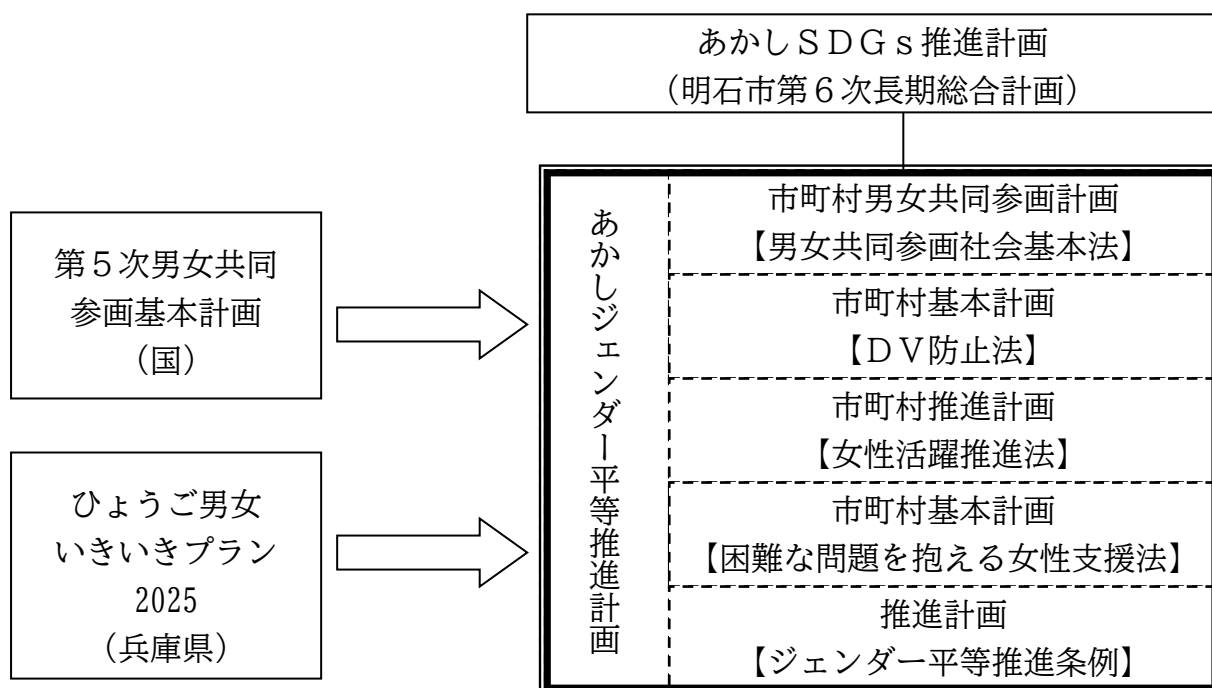 あかしＳＤＧｓ推進計画
（明石市第６次長期総合計画）
第５次男女共同
参画基本計画
（国）
ひょうご男女
いきいきプラン
2025
（兵庫県）
あかしジェンダー平等推進計画
市町村男女共同参画計画
【男女共同参画社会基本法】
市町村基本計画
【ＤＶ防止法】
市町村推進計画
【女性活躍推進法】
市町村基本計画
【困難な問題を抱える女性支援法】
推進計画
【ジェンダー平等推進条例】